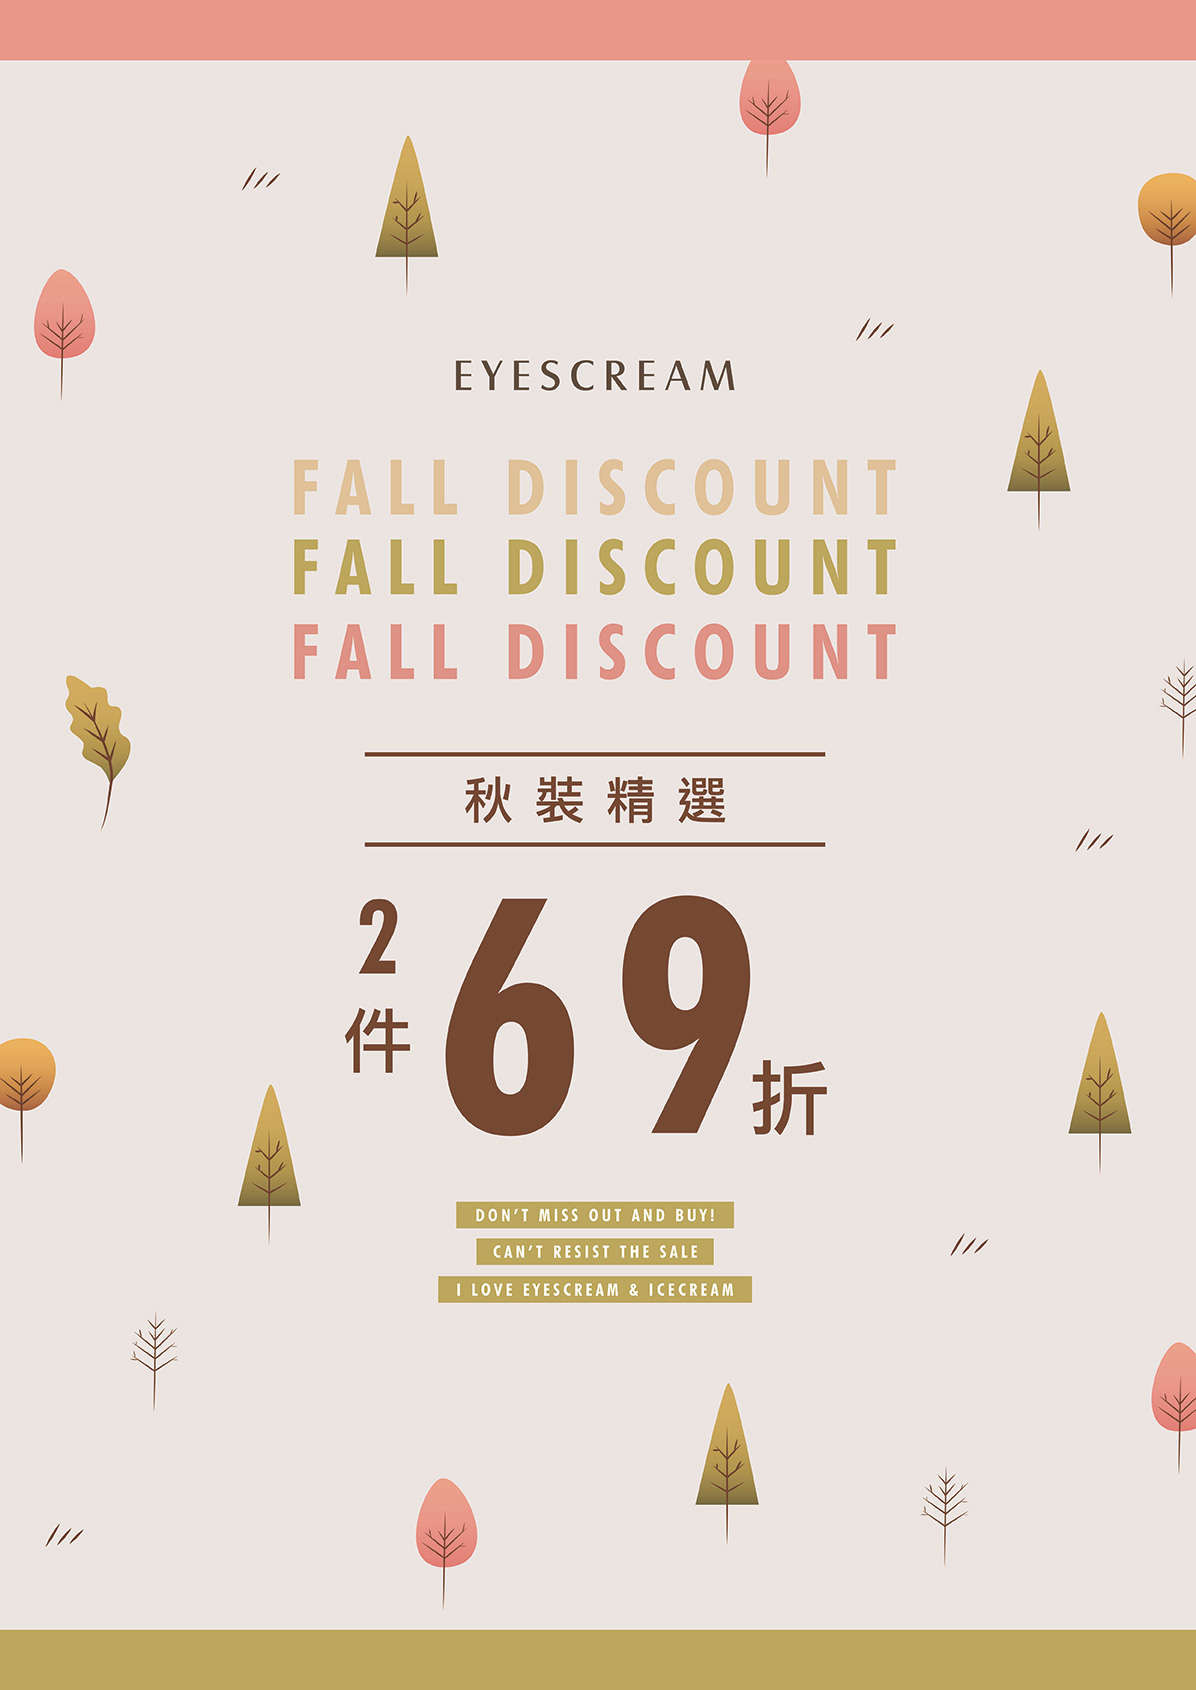 EYESCREAM
FALL DISCOUNT
FALL DISCOUNT
FALL DISCOUNT
秋裝精選
2件69折
DON'T MISS OUT AND BUY!
CAN'T RESIST THE SALE
I LOVE EYESCREAM & ICECREAM